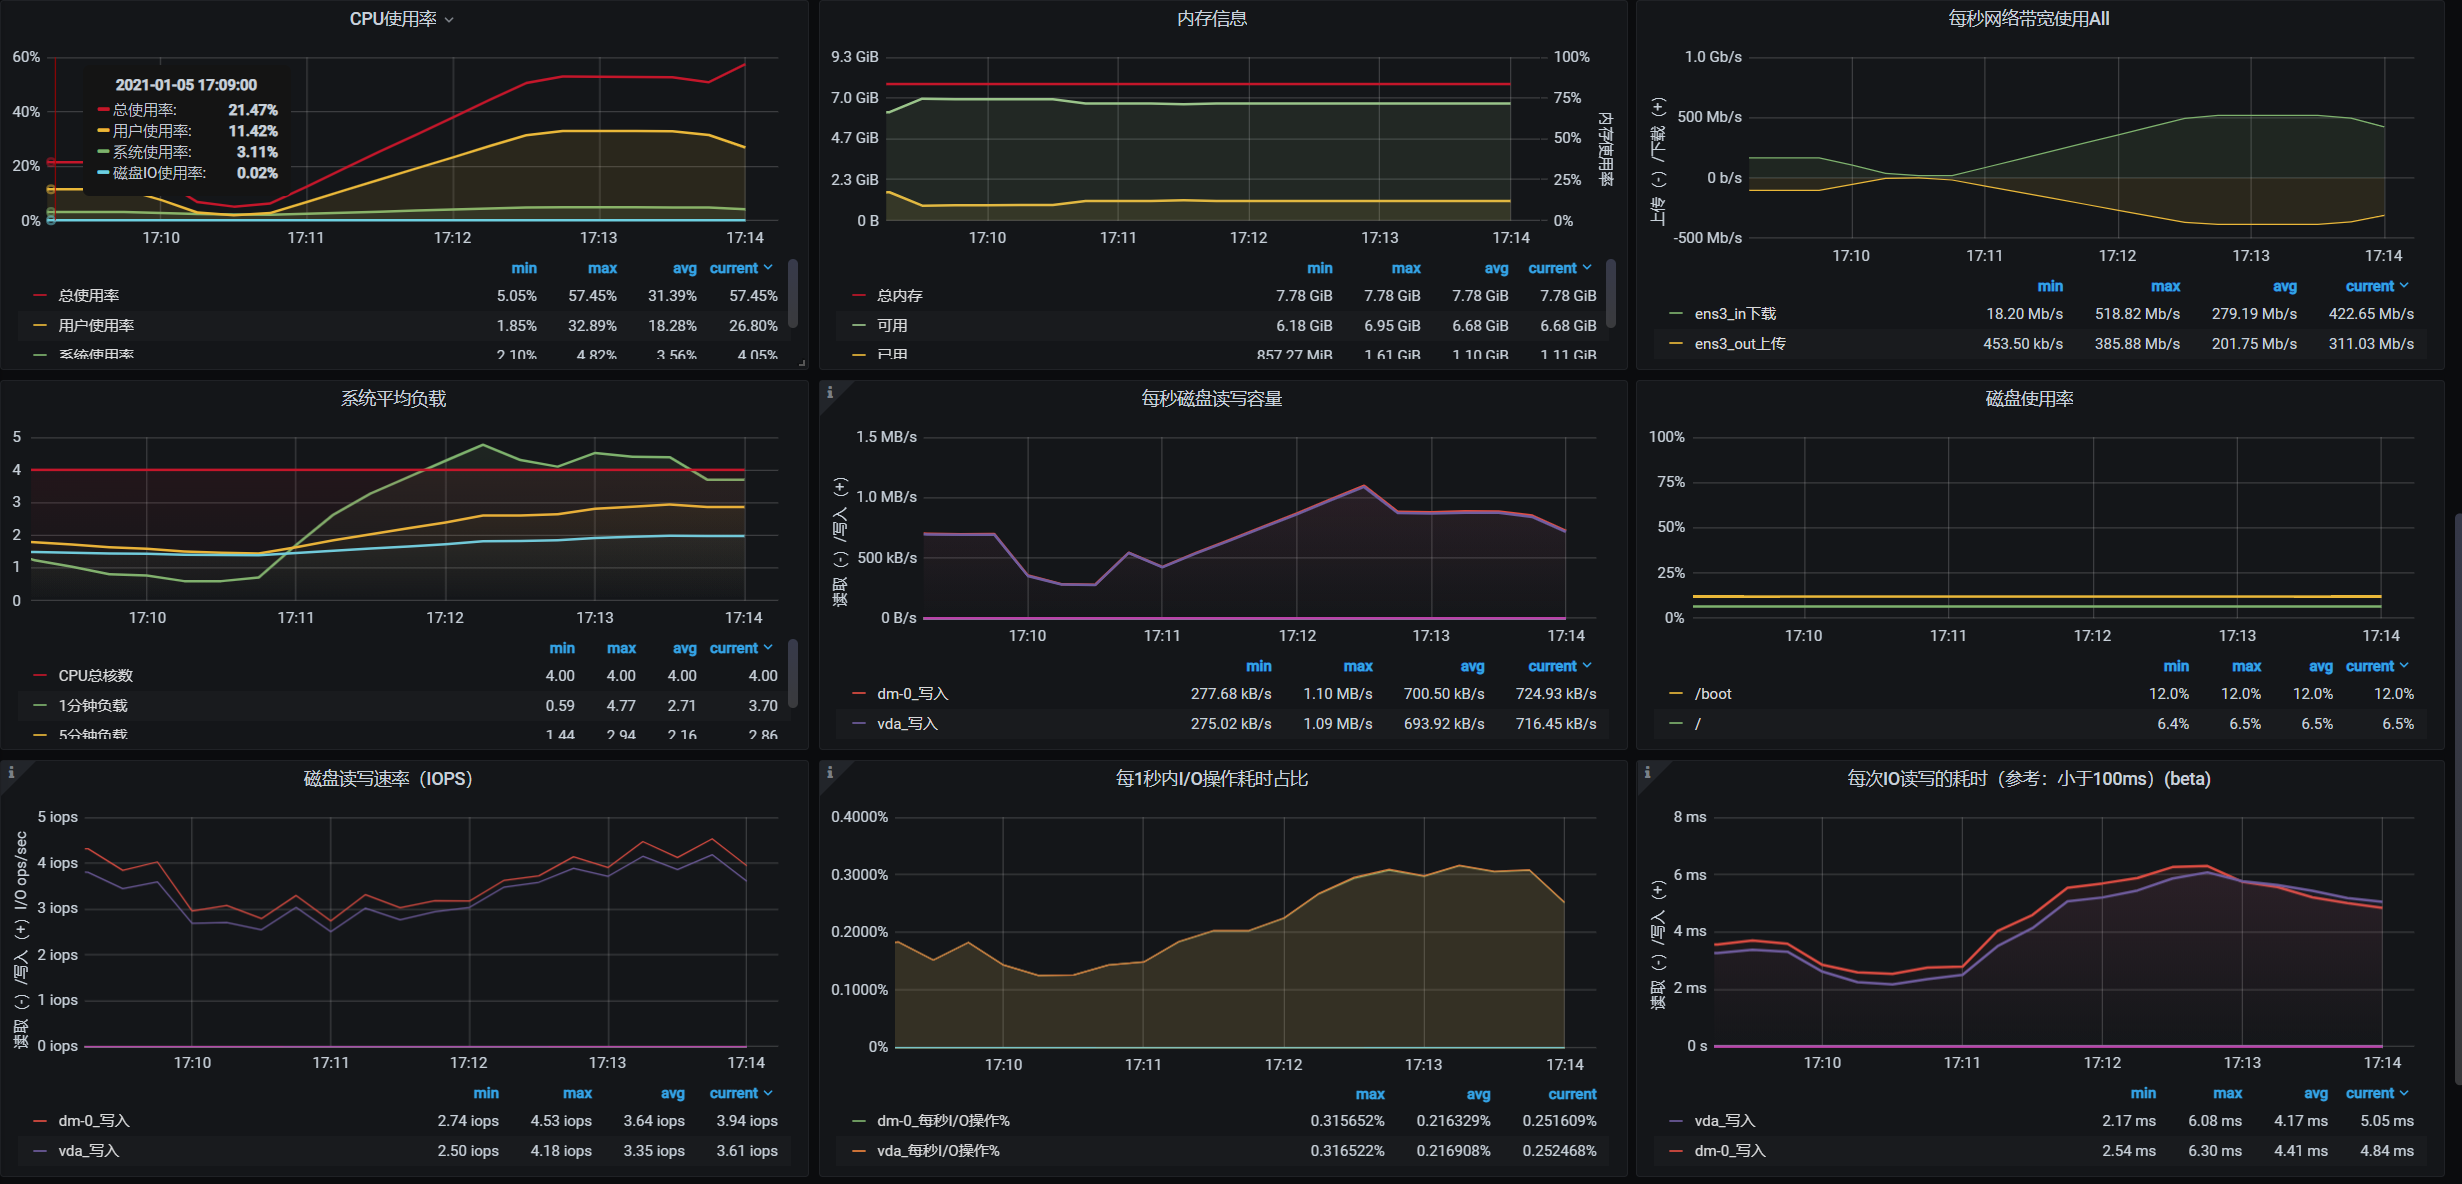 CPU使用率
60%
40%
20%
0%
2021-01-05 17:09:00
总使用率: 21.47%
用户使用率: 11.42%
系统使用率: 3.11%
磁盘IO使用率: 0.02%
17:10 17:11 17:12 17:13 17:14
min max avg current
总使用率 5.05% 57.45% 31.39% 57.45%
用户使用率 1.85% 32.89% 18.28% 26.80%
系统使用率 2.10% 4.82% 3.56% 4.05%
内存信息
9.3 GiB 100%
7.0 GiB 75%
4.7 GiB 50%
2.3 GiB 25%
0 B 0%
内存使用率
17:10 17:11 17:12 17:13 17:14
min max avg current
总内存 7.78 GiB 7.78 GiB 7.78 GiB 7.78 GiB
可用 6.18 GiB 6.95 GiB 6.68 GiB 6.68 GiB
已用 857.27 MiB 1.61 GiB 1.10 GiB 1.11 GiB
每秒网络带宽使用All
上传（-）/下载（+）
1.0 Gb/s
500 Mb/s
0 b/s
-500 Mb/s
17:10 17:11 17:12 17:13 17:14
min max avg current
ens3_in下载 18.20 Mb/s 518.82 Mb/s 279.19 Mb/s 422.65 Mb/s
ens3_out上传 453.50 kb/s 385.88 Mb/s 201.75 Mb/s 311.03 Mb/s
系统平均负载
5
4
3
2
1
0
17:10 17:11 17:12 17:13 17:14
min max avg current
CPU总核数 4.00 4.00 4.00 4.00
1分钟负载 0.59 4.77 2.71 3.70
5分钟负载 1.44 2.94 2.16 2.86
i
每秒磁盘读写容量
读取（-）/写入（+）
1.5 MB/s
1.0 MB/s
500 kB/s
0 B/s
17:10 17:11 17:12 17:13 17:14
min max avg current
dm-0_写入 277.68 kB/s 1.10 MB/s 700.50 kB/s 724.93 kB/s
vda_写入 275.02 kB/s 1.09 MB/s 693.92 kB/s 716.45 kB/s
磁盘使用率
100%
75%
50%
25%
0%
17:10 17:11 17:12 17:13 17:14
min max avg current
/boot 12.0% 12.0% 12.0% 12.0%
/ 6.4% 6.5% 6.5% 6.5%
i
磁盘读写速率（IOPS）
读取（-）/写入（+）I/O ops/sec
5 iops
4 iops
3 iops
2 iops
1 iops
0 iops
17:10 17:11 17:12 17:13 17:14
min max avg current
dm-0_写入 2.74 iops 4.53 iops 3.64 iops 3.94 iops
vda_写入 2.50 iops 4.18 iops 3.35 iops 3.61 iops
i
每1秒内I/O操作耗时占比
0.4000%
0.3000%
0.2000%
0.1000%
0%
17:10 17:11 17:12 17:13 17:14
max avg current
dm-0_每秒I/O操作% 0.315652% 0.216329% 0.251609%
vda_每秒I/O操作% 0.316522% 0.216908% 0.252468%
i
每次IO读写的耗时（参考：小于100ms）(beta)
读取（-）/写入（+）
8 ms
6 ms
4 ms
2 ms
0 s
17:10 17:11 17:12 17:13 17:14
min max avg current
vda_写入 2.17 ms 6.08 ms 4.17 ms 5.05 ms
dm-0_写入 2.54 ms 6.30 ms 4.41 ms 4.84 ms